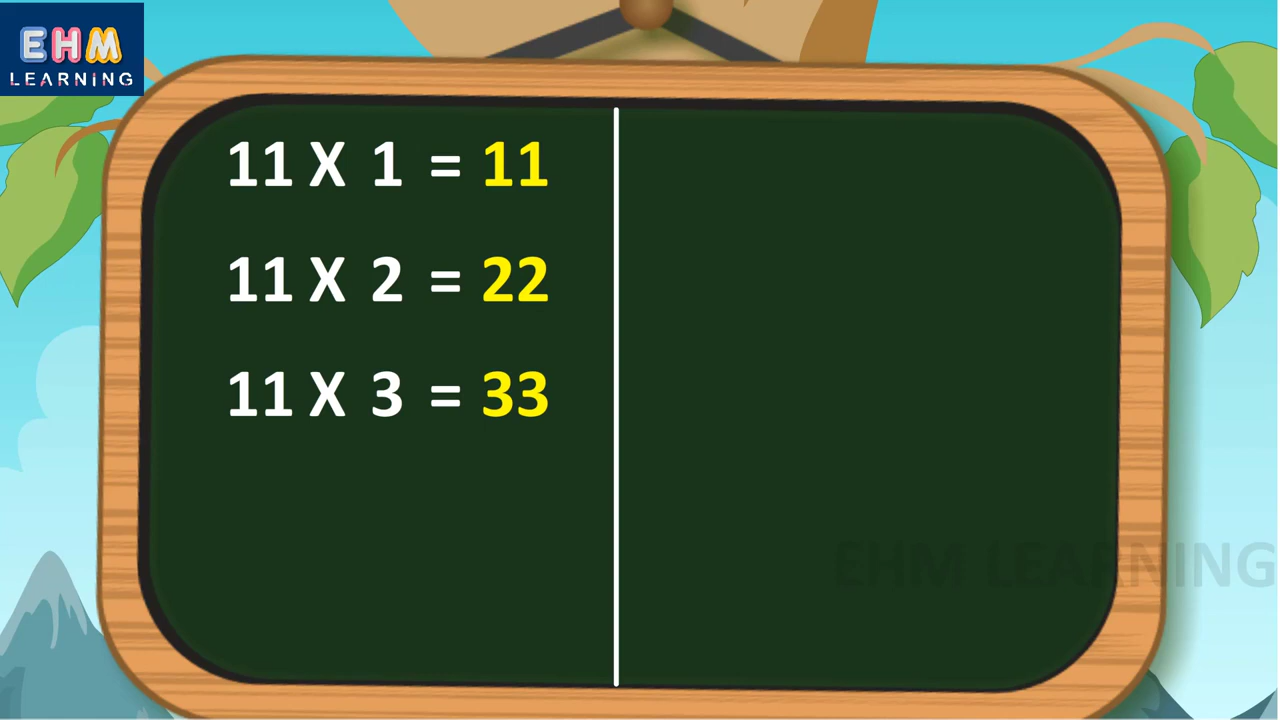 EHM
LEARNING
11 X 1 = 11
11 X 2 = 22
11 X 3 = 33
EHM LEARNING